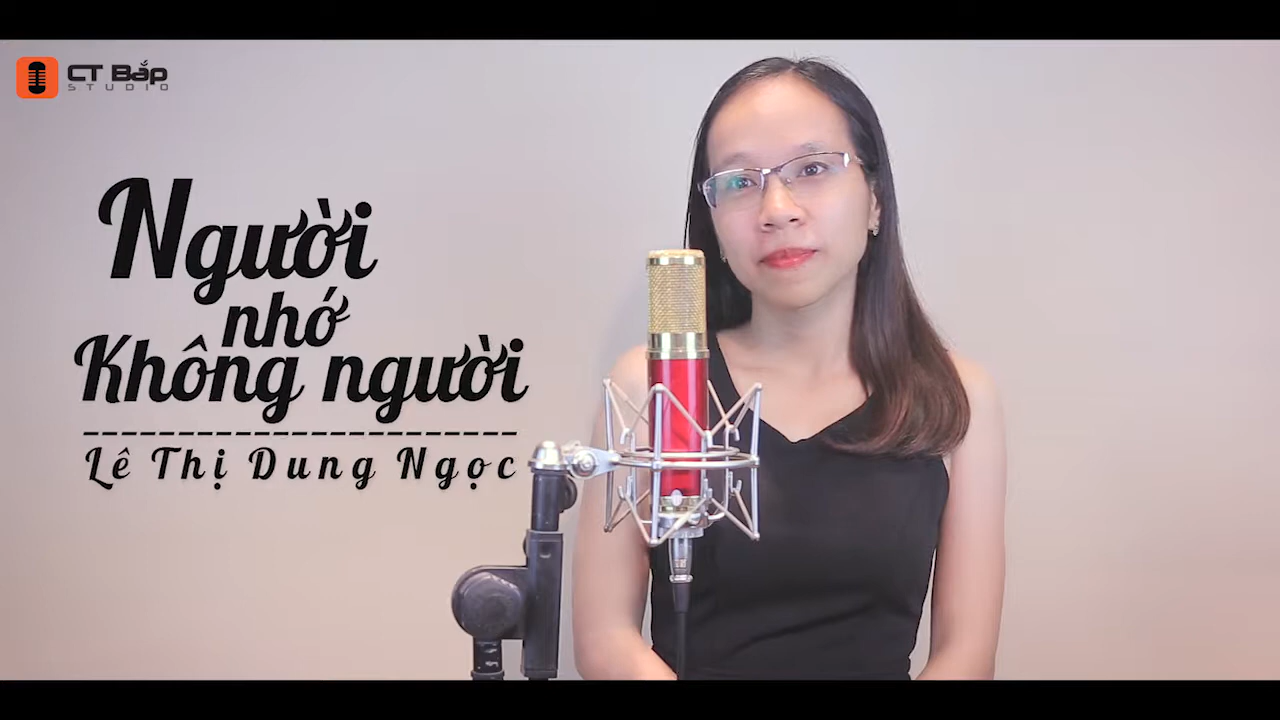 CT Bắp
STUDIO
Người
nhớ
Không người
Lê Thị Dung Ngọc